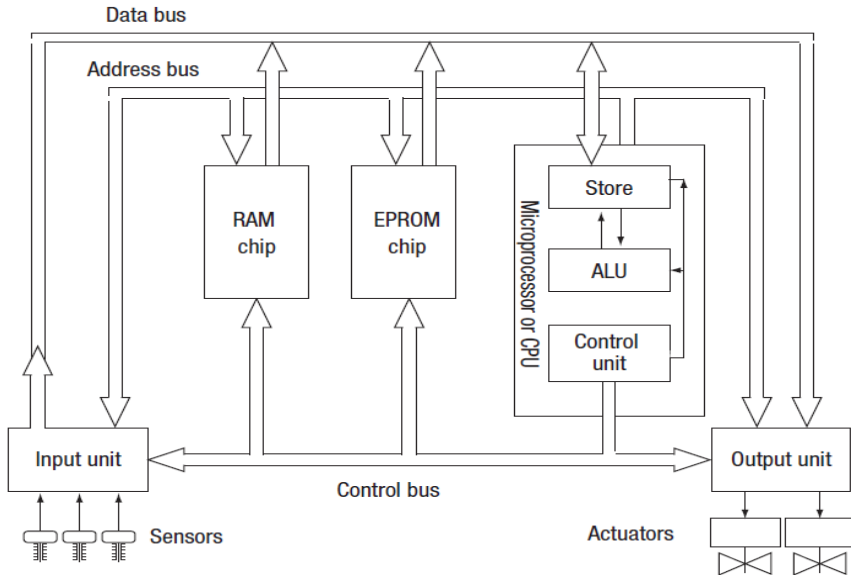 Data bus
Address bus
RAM
chip
EPROM
chip
Microprocessor or CPU
Store
ALU
Control
unit
Input unit
Control bus
Output unit
Sensors
Actuators